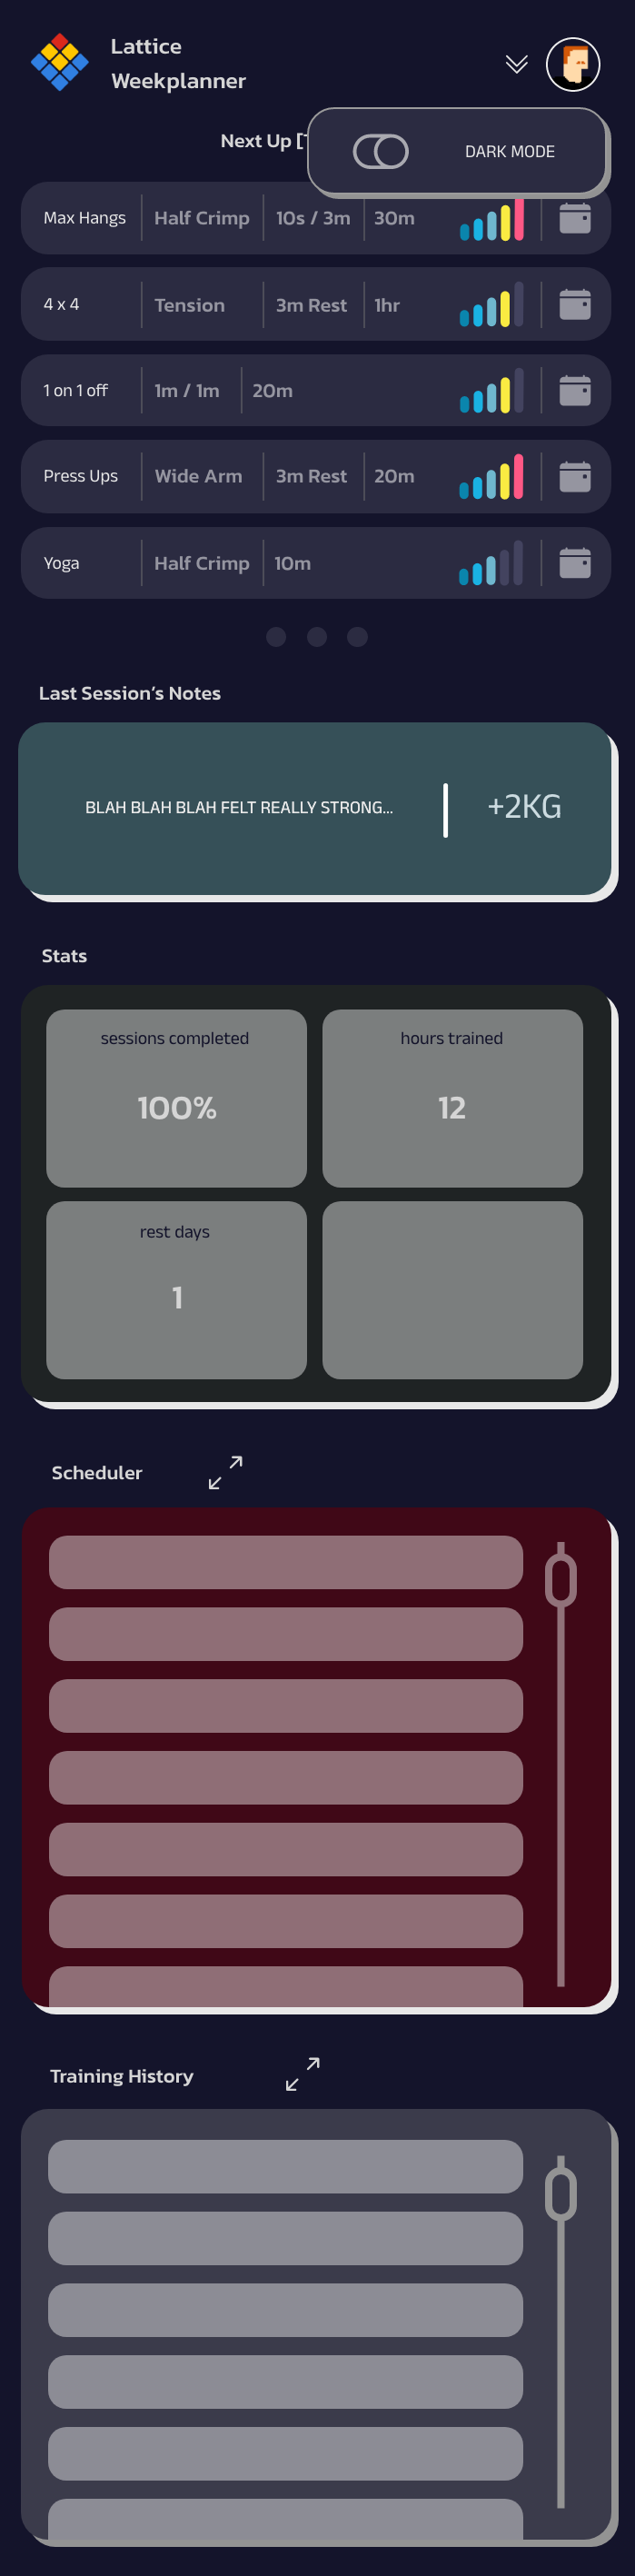 Lattice
Weekplanner
Next Up [
DARK MODE
Max Hangs Half Crimp 10s / 3m 30m
4 x 4 Tension 3m Rest 1hr
1 on 1 off 1m / 1m 20m
Press Ups Wide Arm 3m Rest 20m
Yoga Half Crimp 10m
Last Session’s Notes
BLAH BLAH BLAH FELT REALLY STRONG... +2KG
Stats
sessions completed hours trained
100% 12
rest days
1
Scheduler
Training History